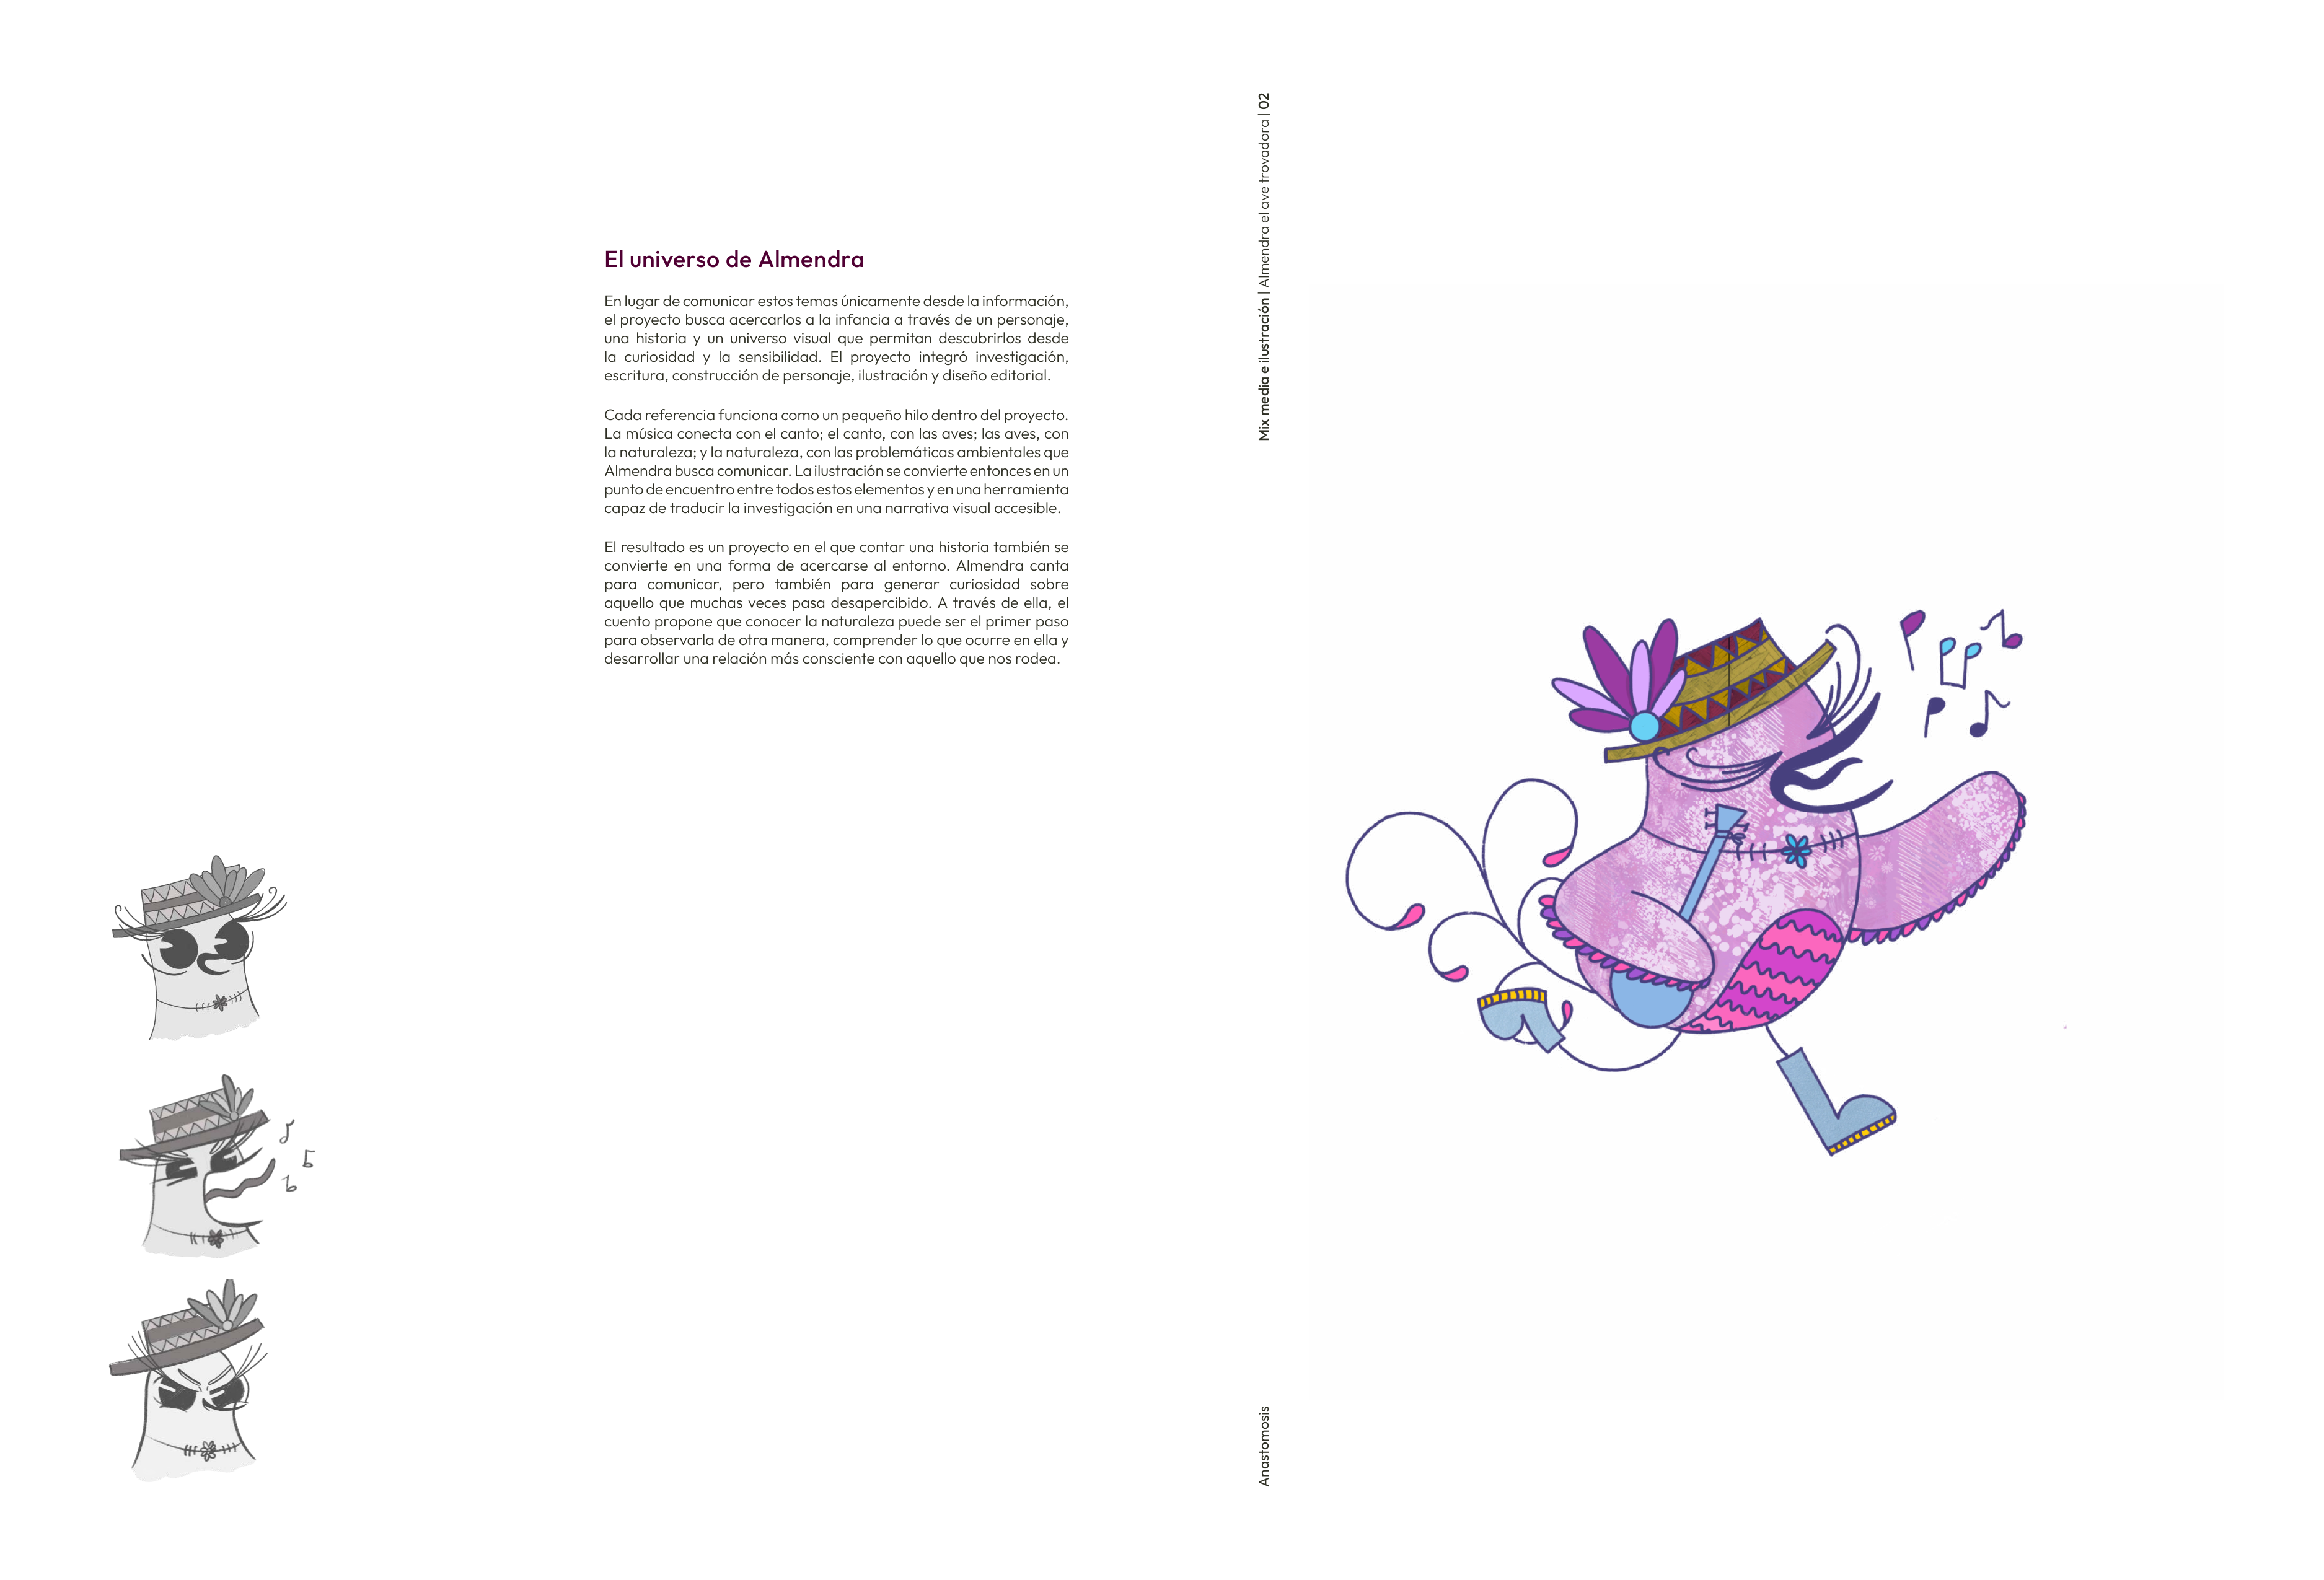 El universo de Almendra
En lugar de comunicar estos temas únicamente desde la información,
el proyecto busca acercarlos a la infancia a través de un personaje,
una historia y un universo visual que permitan descubrirlos desde
la curiosidad y la sensibilidad. El proyecto integró investigación,
escritura, construcción de personaje, ilustración y diseño editorial.
Cada referencia funciona como un pequeño hilo dentro del proyecto.
La música conecta con el canto; el canto, con las aves; las aves, con
la naturaleza; y la naturaleza, con las problemáticas ambientales que
Almendra busca comunicar. La ilustración se convierte entonces en un
punto de encuentro entre todos estos elementos y en una herramienta
capaz de traducir la investigación en una narrativa visual accesible.
El resultado es un proyecto en el que contar una historia también se
convierte en una forma de acercarse al entorno. Almendra canta
para comunicar, pero también para generar curiosidad sobre
aquello que muchas veces pasa desapercibido. A través de ella, el
cuento propone que conocer la naturaleza puede ser el primer paso
para observarla de otra manera, comprender lo que ocurre en ella y
desarrollar una relación más consciente con aquello que nos rodea.
Mix media e ilustración | Almendra el ave trovadora | 02
Anastomosis